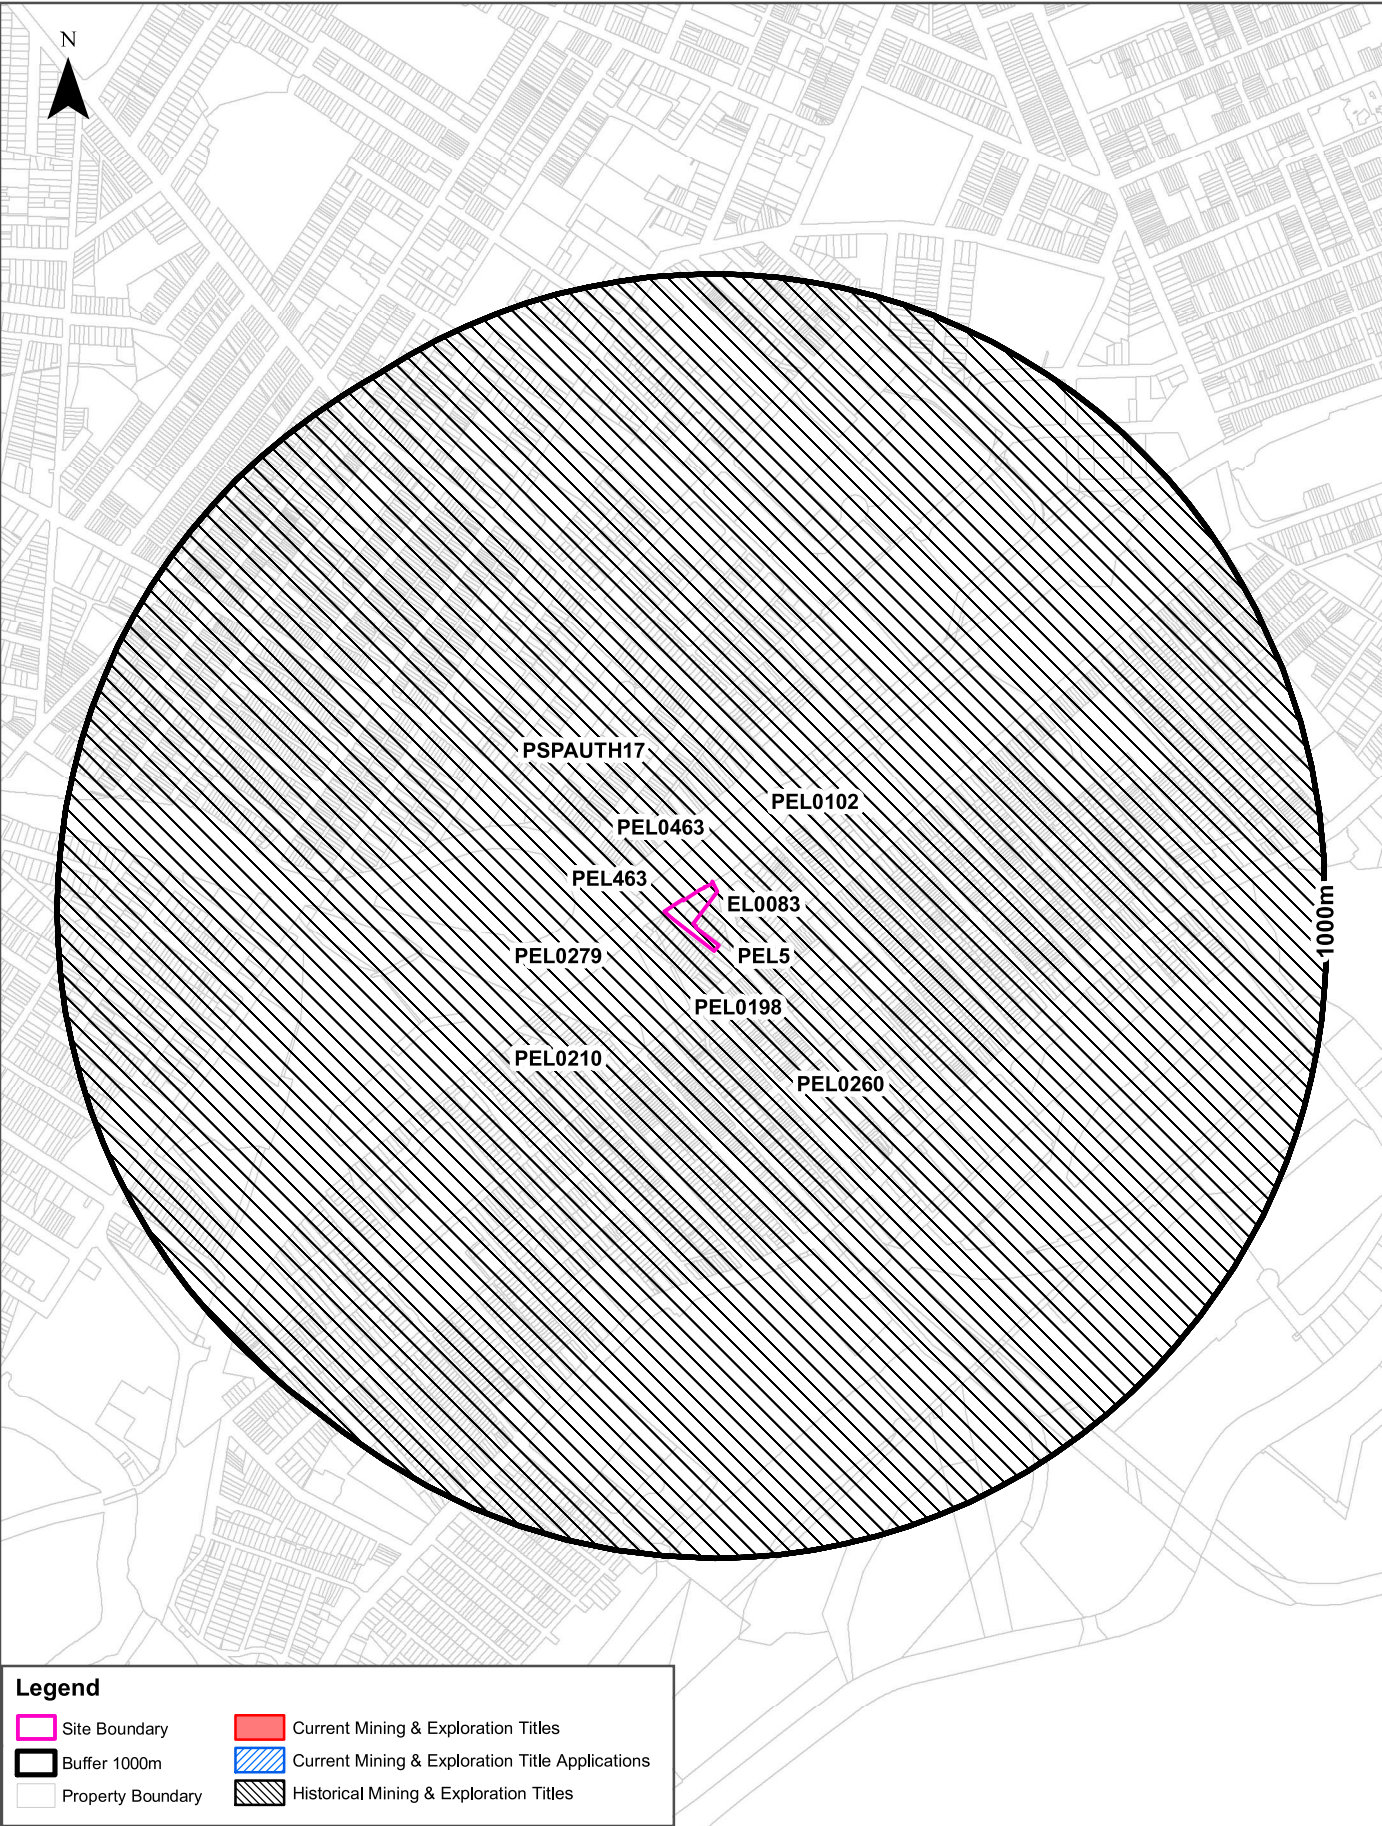 N
PSPAUTH17
PEL0102
PEL0463
PEL463
EL0083
PEL0279
PEL5
PEL0198
PEL0210
PEL0260
1000m
Legend
Site Boundary
Buffer 1000m
Property Boundary
Current Mining & Exploration Titles
Current Mining & Exploration Title Applications
Historical Mining & Exploration Titles